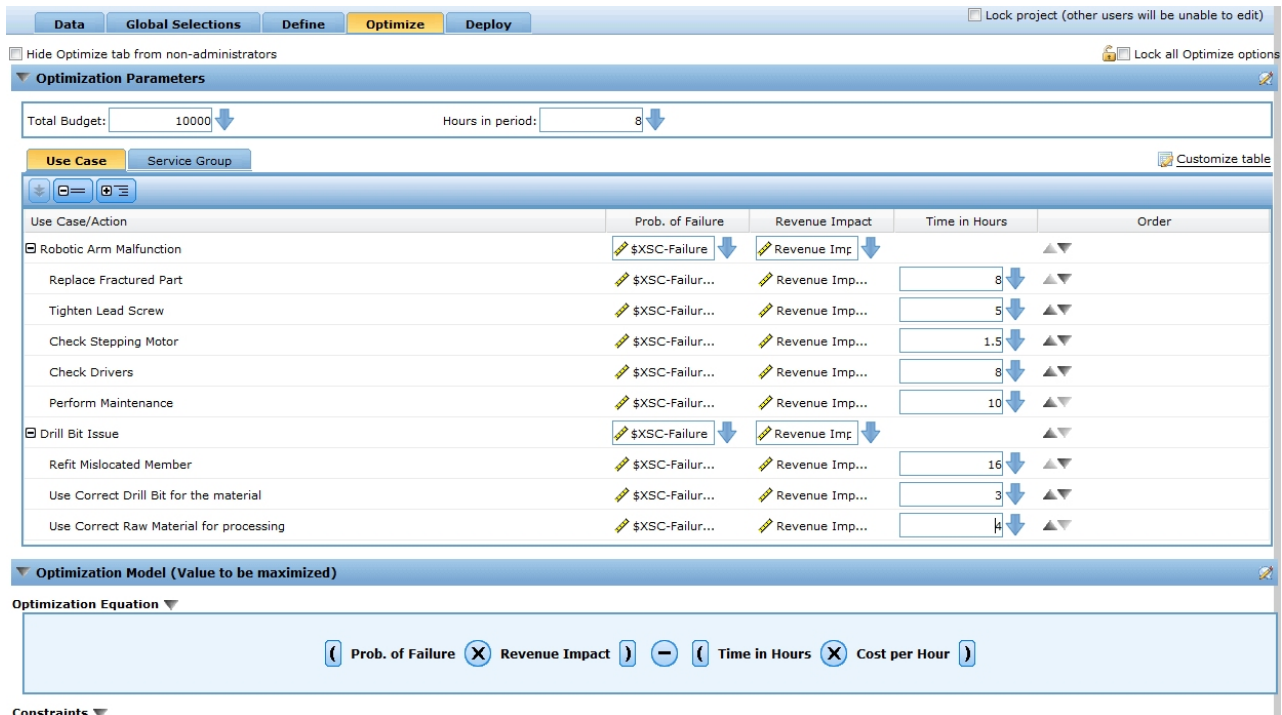 Data Global Selections Define Optimize Deploy Lock project (other users will be unable to edit)
Hide Optimize tab from non-administrators Lock all Optimize options
Optimization Parameters
Total Budget: 10000 Hours in period: 8
Use Case Service Group Customize table
Use Case/Action Prob. of Failure Revenue Impact Time in Hours Order
Robotic Arm Malfunction $XSC-Failure Revenue Imp
Replace Fractured Part $XSC-Failur... Revenue Imp... 8
Tighten Lead Screw $XSC-Failur... Revenue Imp... 5
Check Stepping Motor $XSC-Failur... Revenue Imp... 1.5
Check Drivers $XSC-Failur... Revenue Imp... 8
Perform Maintenance $XSC-Failur... Revenue Imp... 10
Drill Bit Issue $XSC-Failure Revenue Imp
Refit Mislocated Member $XSC-Failur... Revenue Imp... 16
Use Correct Drill Bit for the material $XSC-Failur... Revenue Imp... 3
Use Correct Raw Material for processing $XSC-Failur... Revenue Imp... 4
Optimization Model (Value to be maximized)
Optimization Equation
( Prob. of Failure X Revenue Impact ) − ( Time in Hours X Cost per Hour )
Constraints